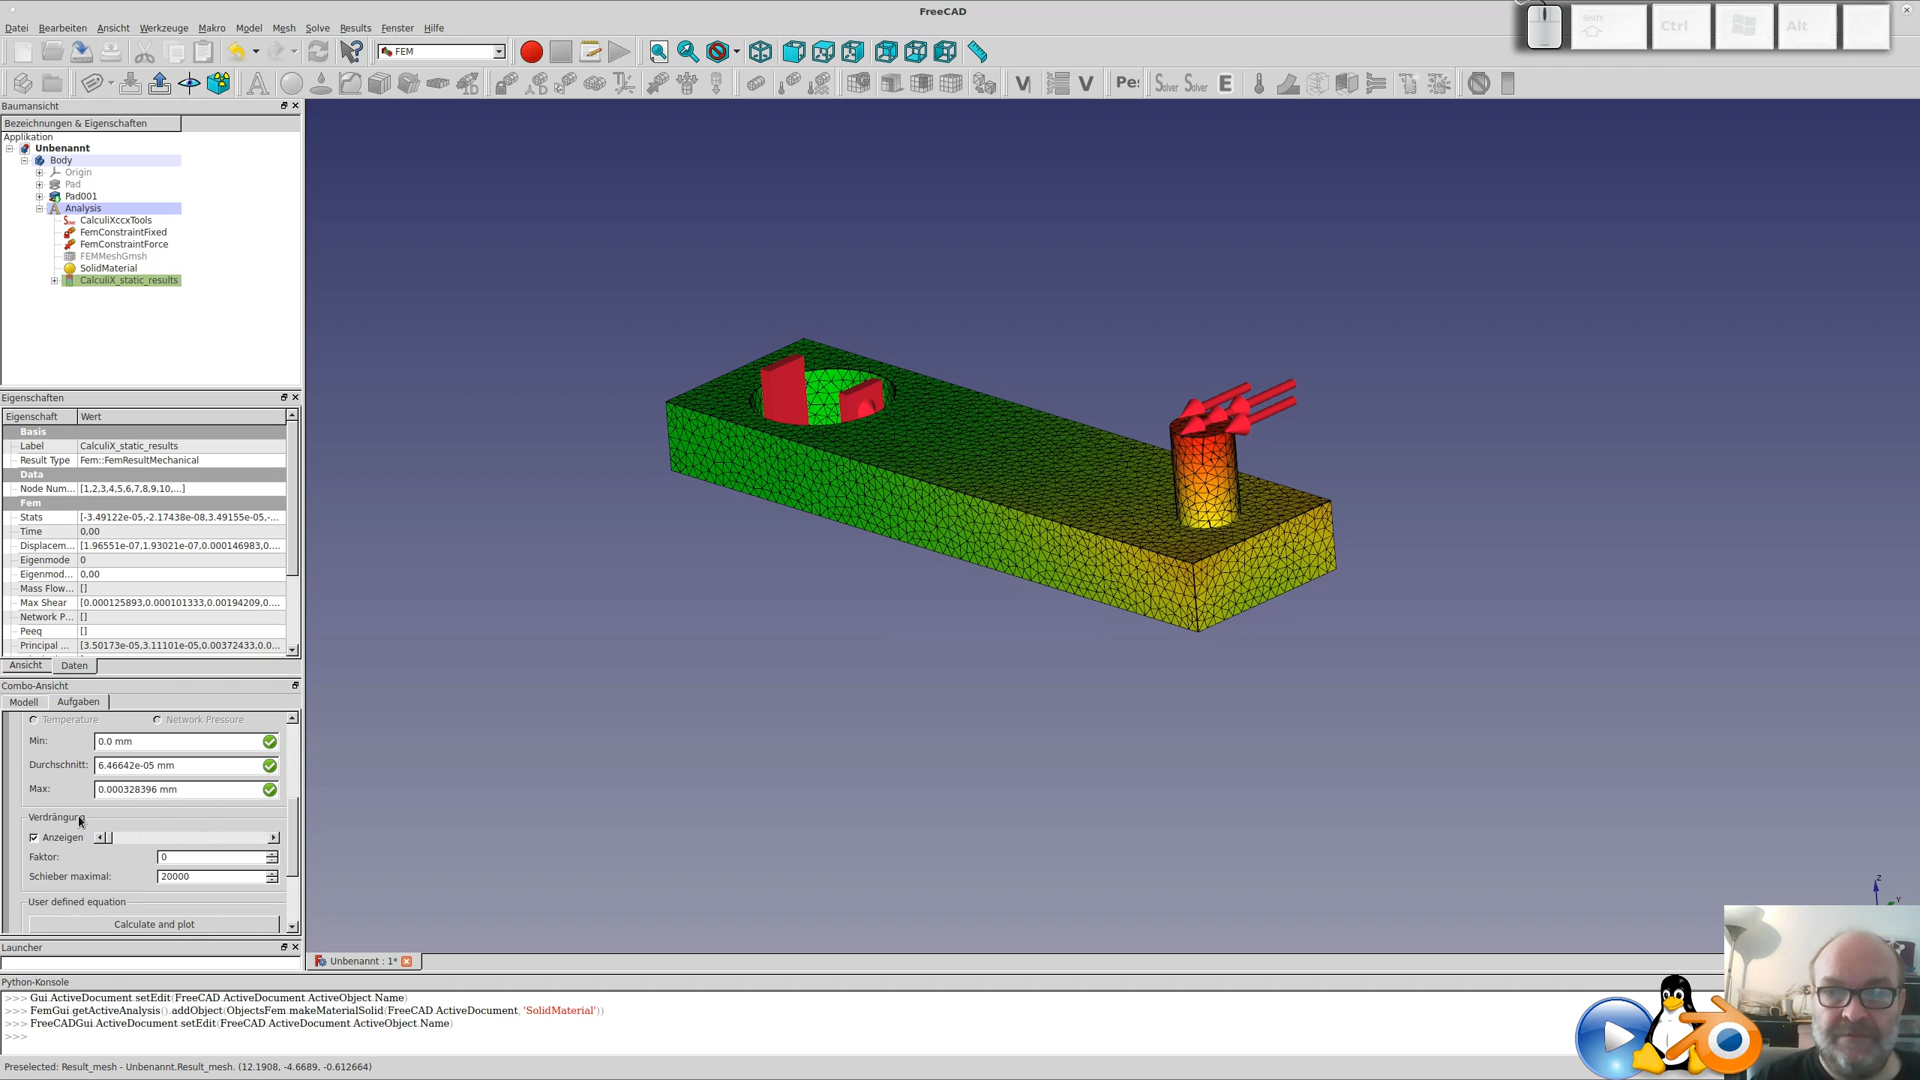 FreeCAD
Shift
Ctrl
Alt
Datei Bearbeiten Ansicht Werkzeuge Makro Model Mesh Solve Results Fenster Hilfe
FEM
V V Pe: Solver Solver E
Baumansicht
Bezeichnungen & Eigenschaften
Applikation
Unbenannt
Body
Origin
Pad
Pad001
Analysis
CalculiXccxTools
FemConstraintFixed
FemConstraintForce
FEMMeshGmsh
SolidMaterial
CalculiX_static_results
Eigenschaften
Eigenschaft Wert
Basis
Label CalculiX_static_results
Result Type Fem::FemResultMechanical
Data
Node Num... [1,2,3,4,5,6,7,8,9,10,...]
Fem
Stats [-3.49122e-05,-2.17438e-08,3.49155e-05,-...
Time 0,00
Displacem... [1.96551e-07,1.93021e-07,0.000146983,0....
Eigenmode 0
Eigenmod... 0,00
Mass Flow... []
Max Shear [0.000125893,0.000101333,0.00194209,0....
Network P... []
Peeq []
Principal ... [3.50173e-05,3.11101e-05,0.00372433,0.0...
Ansicht Daten
Combo-Ansicht
Modell Aufgaben
Temperature Network Pressure
Min: 0.0 mm
Durchschnitt: 6.46642e-05 mm
Max: 0.000328396 mm
Verdrängung
Anzeigen
Faktor: 0
Schieber maximal: 20000
User defined equation
Calculate and plot
Launcher
Z
Y
Unbenannt : 1*
Python-Konsole
>>> Gui.ActiveDocument.setEdit(FreeCAD.ActiveDocument.ActiveObject.Name)
>>> FemGui.getActiveAnalysis().addObject(ObjectsFem.makeMaterialSolid(FreeCAD.ActiveDocument, 'SolidMaterial'))
>>> FreeCADGui.ActiveDocument.setEdit(FreeCAD.ActiveDocument.ActiveObject.Name)
>>>
Preselected: Result_mesh - Unbenannt.Result_mesh. (12.1908, -4.6689, -0.612664)